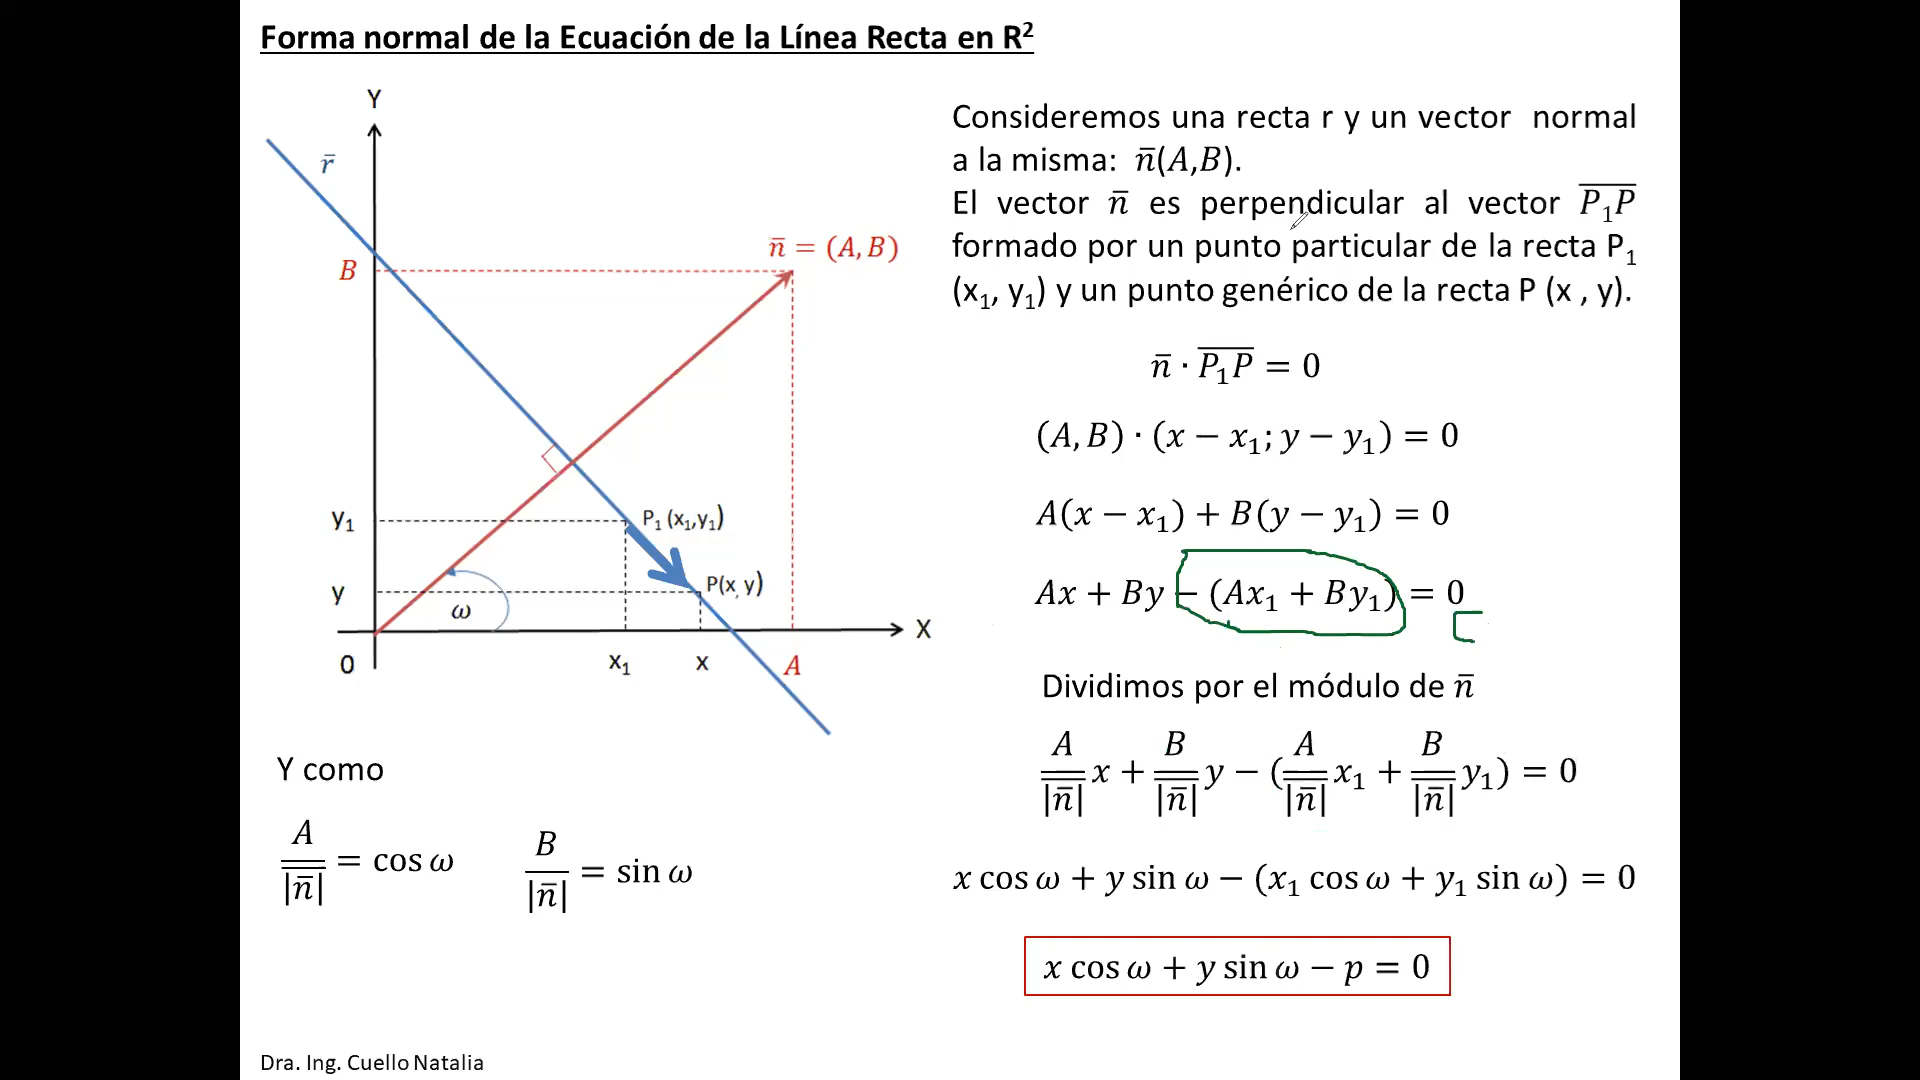 Forma normal de la Ecuación de la Línea Recta en R²
Y
r̄
B
n̄ = (A, B)
y₁
P₁ (x₁,y₁)
y
P(x, y)
ω
X
0
x₁
x
A
Consideremos una recta r y un vector normal
a la misma: n̄(A,B).
El vector n̄ es perpendicular al vector P₁P̅
formado por un punto particular de la recta P₁
(x₁, y₁) y un punto genérico de la recta P (x , y).
n̄ · P₁P̅ = 0
(A, B) · (x − x₁; y − y₁) = 0
A(x − x₁) + B(y − y₁) = 0
Ax + By − (Ax₁ + By₁) = 0
Dividimos por el módulo de n̄
A/|n̄| x + B/|n̄| y − (A/|n̄| x₁ + B/|n̄| y₁) = 0
x cos ω + y sin ω − (x₁ cos ω + y₁ sin ω) = 0
x cos ω + y sin ω − p = 0
Y como
A/|n̄| = cos ω B/|n̄| = sin ω
Dra. Ing. Cuello Natalia